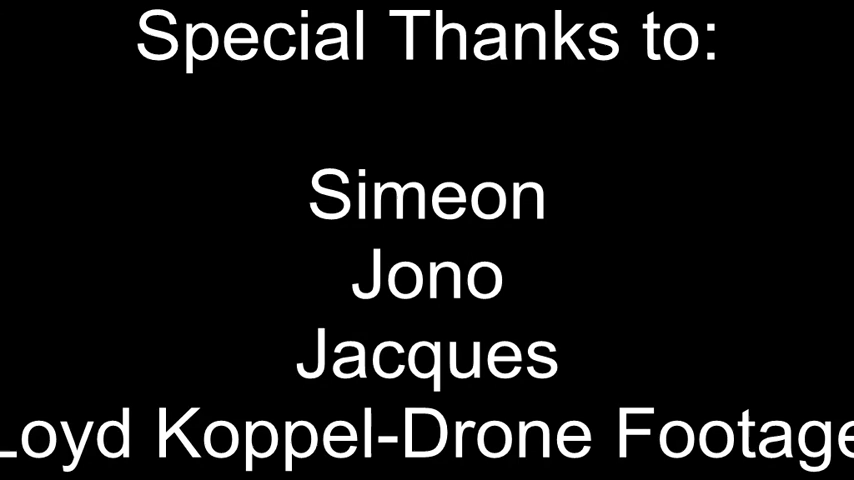 Special Thanks to:
Simeon
Jono
Jacques
Loyd Koppel-Drone Footage